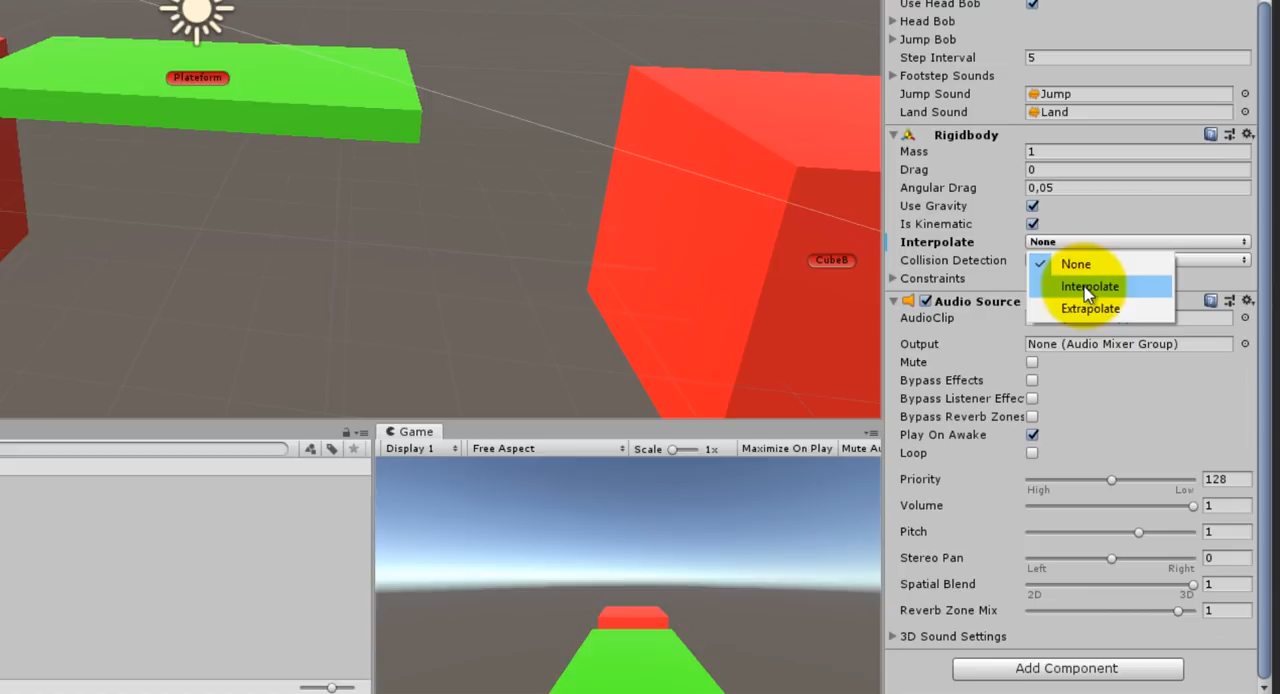 Use Head Bob
Head Bob
Jump Bob
Step Interval 5
Footstep Sounds
Jump Sound Jump
Land Sound Land
Rigidbody
Mass 1
Drag 0
Angular Drag 0,05
Use Gravity
Is Kinematic
Interpolate None
Collision Detection
None
Interpolate
Extrapolate
Constraints
Audio Source
AudioClip
Output None (Audio Mixer Group)
Mute
Bypass Effects
Bypass Listener Effec
Bypass Reverb Zones
Play On Awake
Loop
Priority 128
High Low
Volume 1
Pitch 1
Stereo Pan 0
Left Right
Spatial Blend 1
2D 3D
Reverb Zone Mix 1
3D Sound Settings
Add Component
Plateform
CubeB
Game
Display 1 Free Aspect Scale 1x Maximize On Play Mute Au